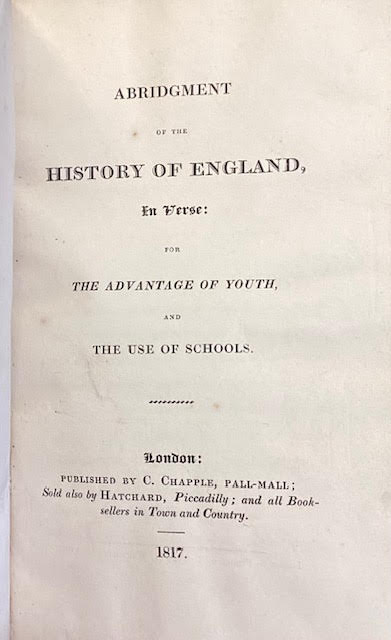 ABRIDGMENT
OF THE
HISTORY OF ENGLAND,
In Verse:
FOR
THE ADVANTAGE OF YOUTH,
AND
THE USE OF SCHOOLS.
London:
PUBLISHED BY C. CHAPPLE, PALL-MALL;
Sold also by HATCHARD, Piccadilly; and all Book-
sellers in Town and Country.
1817.